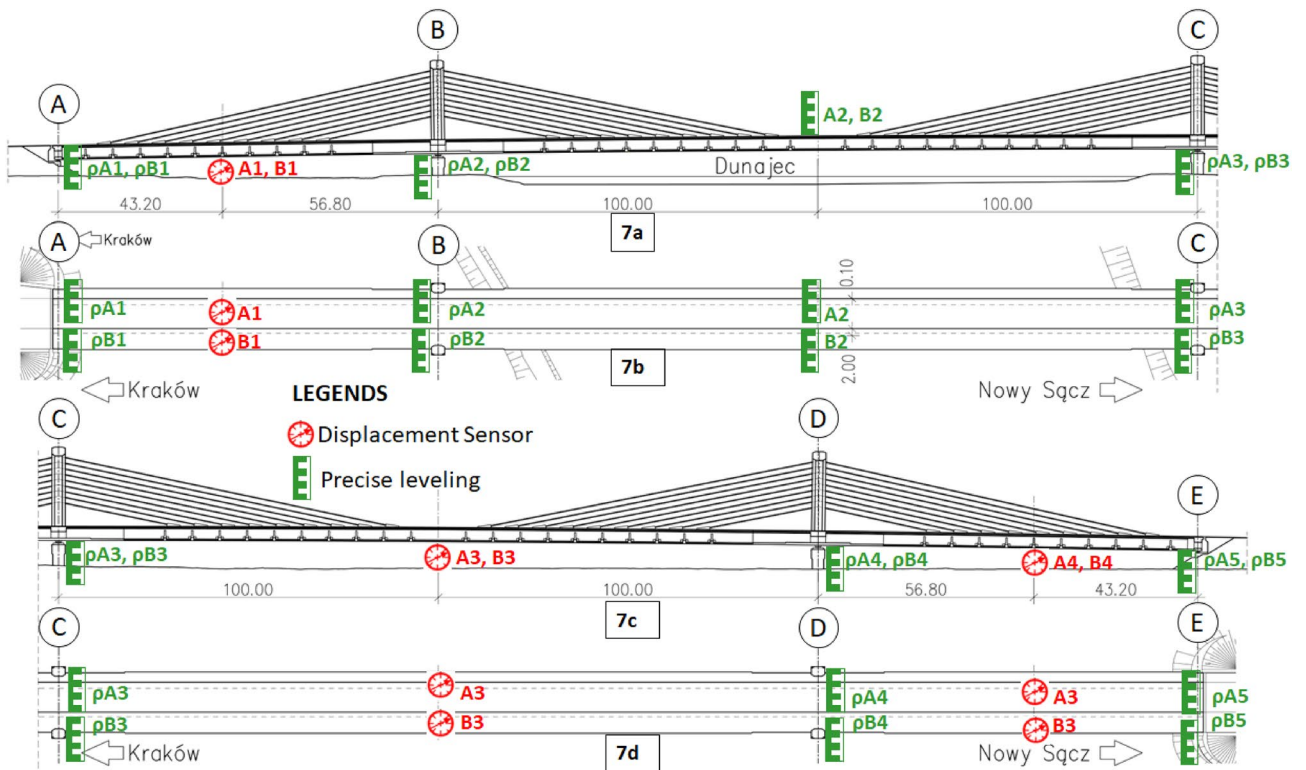 B
C
A
A2, B2
ρA1, ρB1
A1, B1
ρA2, ρB2
Dunajec
ρA3, ρB3
43.20
56.80
100.00
100.00
7a
A
Kraków
B
C
0.10
ρA1
A1
ρA2
A2
ρA3
ρB1
B1
ρB2
B2
ρB3
2.00
7b
Kraków
Nowy Sącz
LEGENDS
Displacement Sensor
Precise leveling
C
D
E
ρA3, ρB3
A3, B3
ρA4, ρB4
A4, B4
ρA5, ρB5
100.00
100.00
56.80
43.20
7c
C
D
E
ρA3
A3
ρA4
A3
ρA5
ρB3
B3
ρB4
B3
ρB5
Kraków
7d
Nowy Sącz